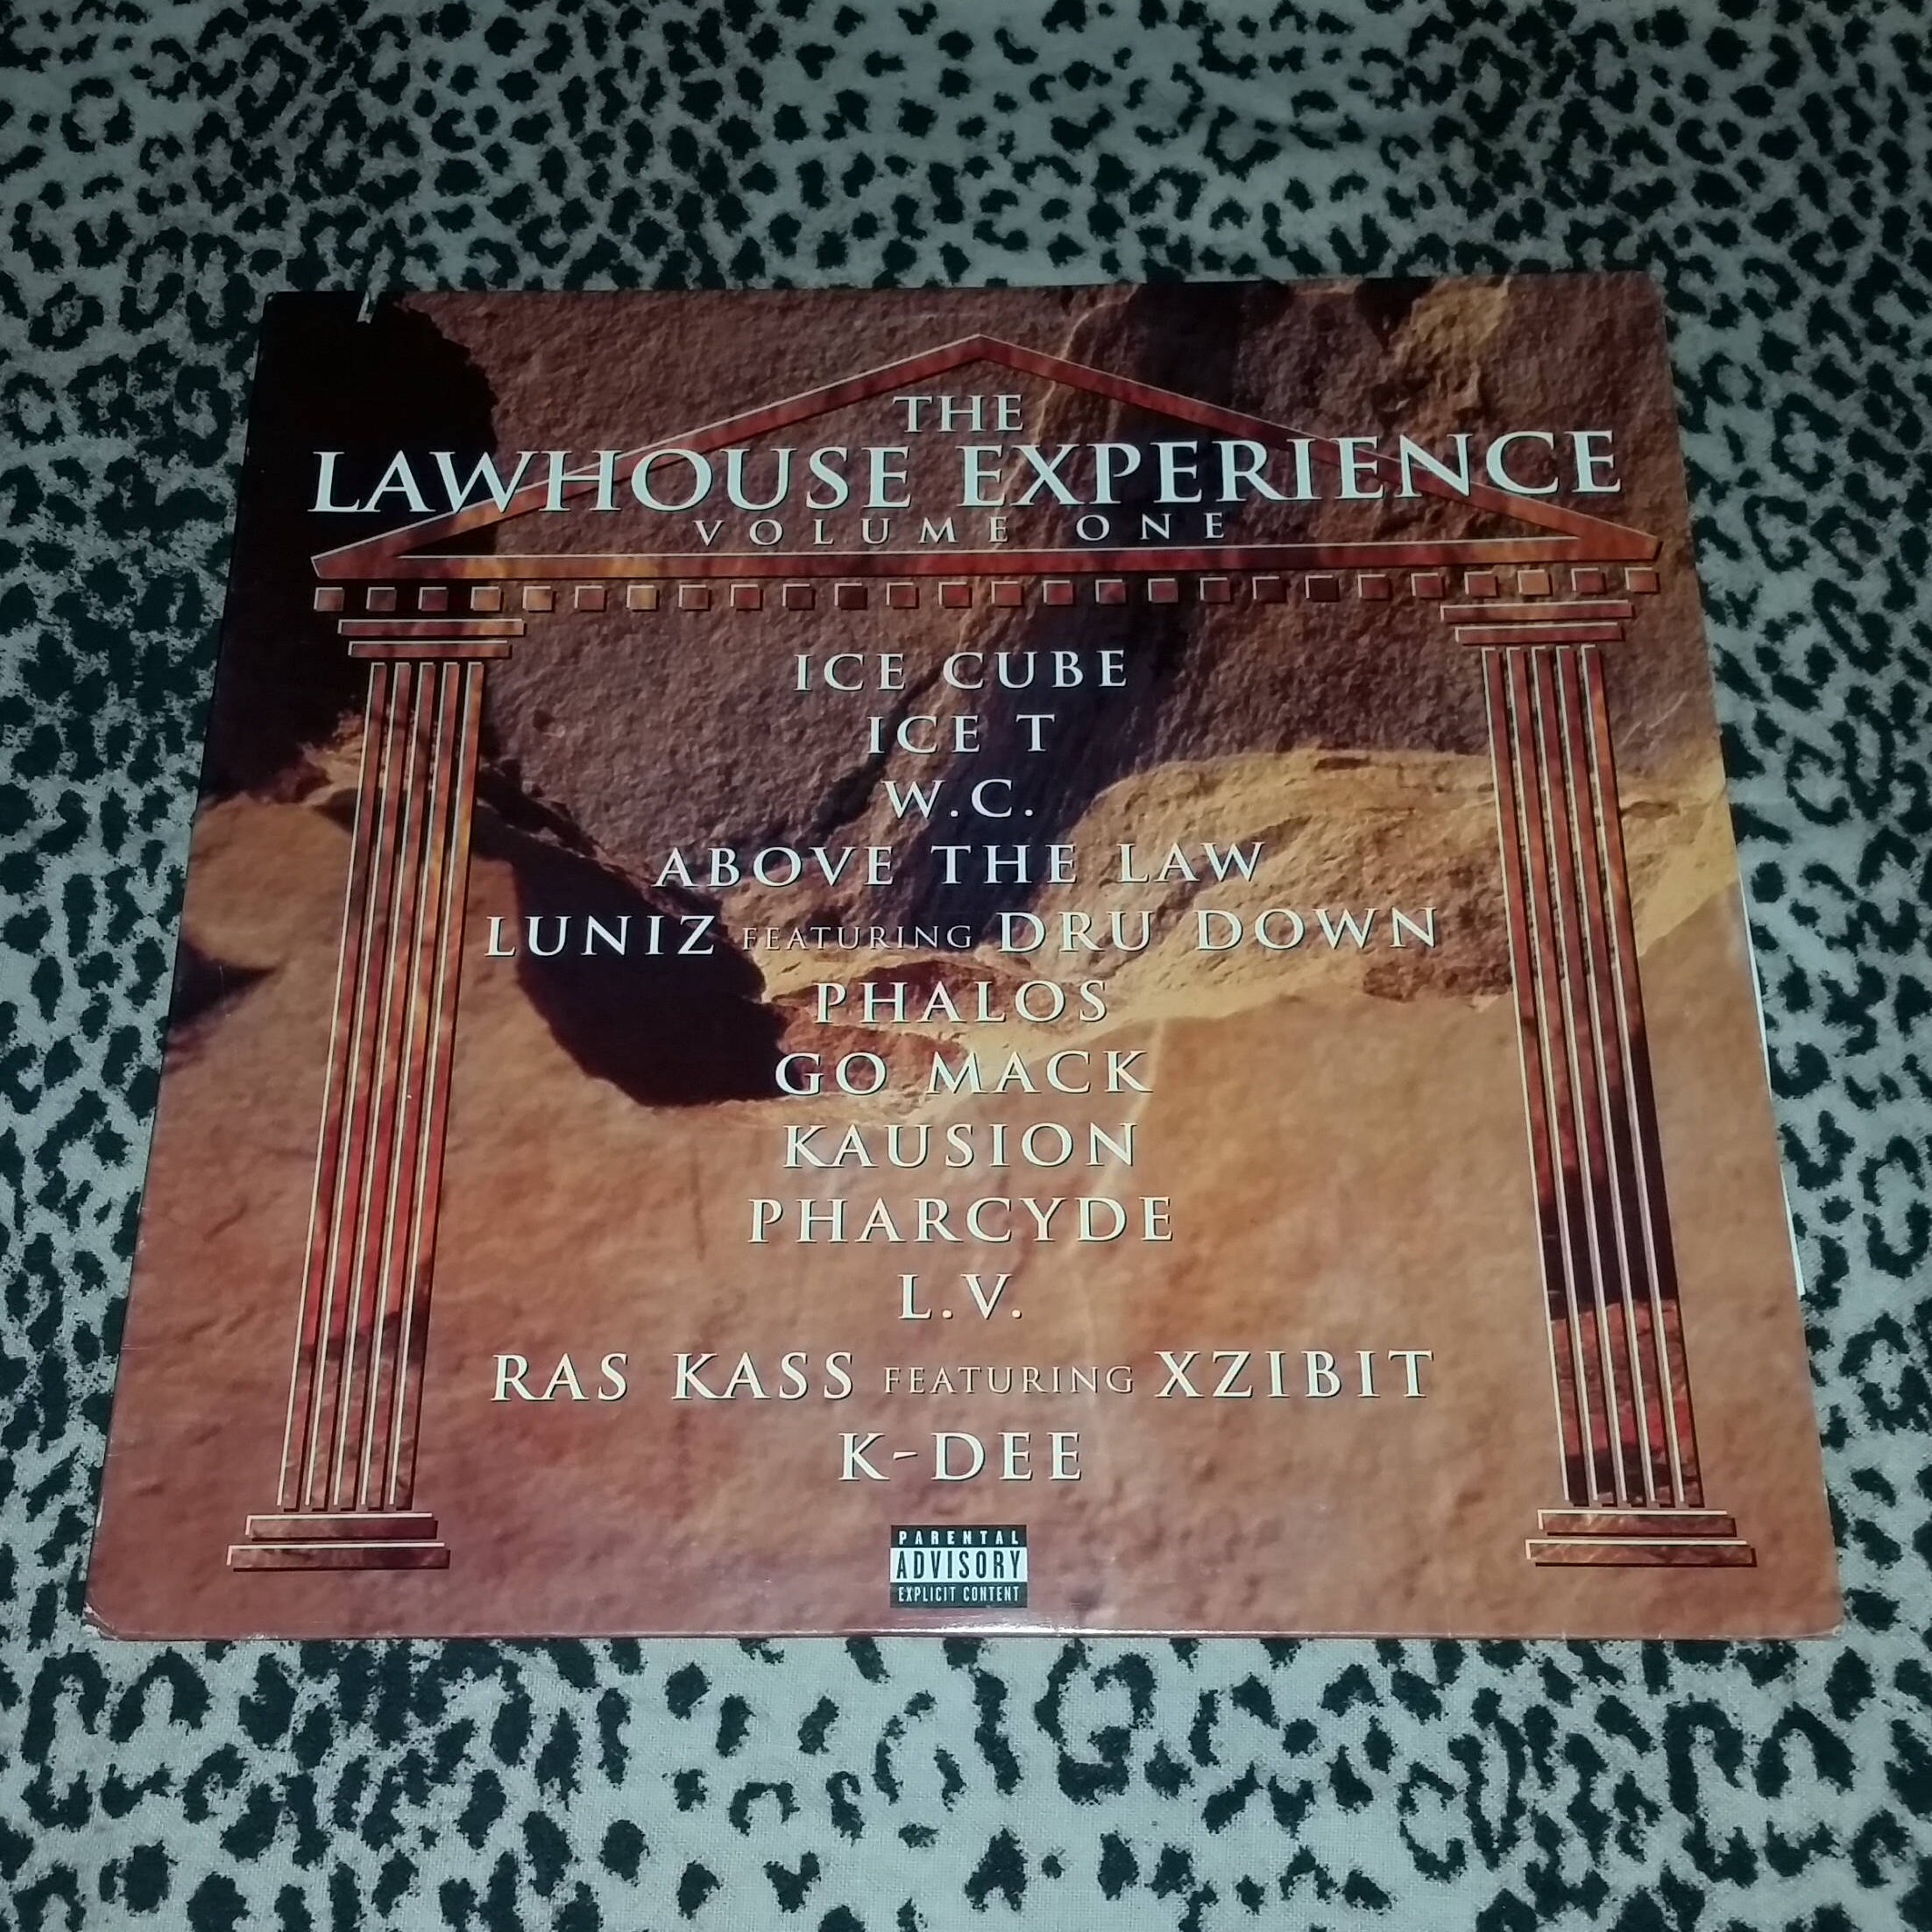 THE
LAWHOUSE EXPERIENCE
VOLUME ONE
ICE CUBE
ICE T
W.C.
ABOVE THE LAW
LUNIZ FEATURING DRU DOWN
PHALOS
GO MACK
KAUSION
PHARCYDE
L.V.
RAS KASS FEATURING XZIBIT
K-DEE
PARENTAL
ADVISORY
EXPLICIT CONTENT